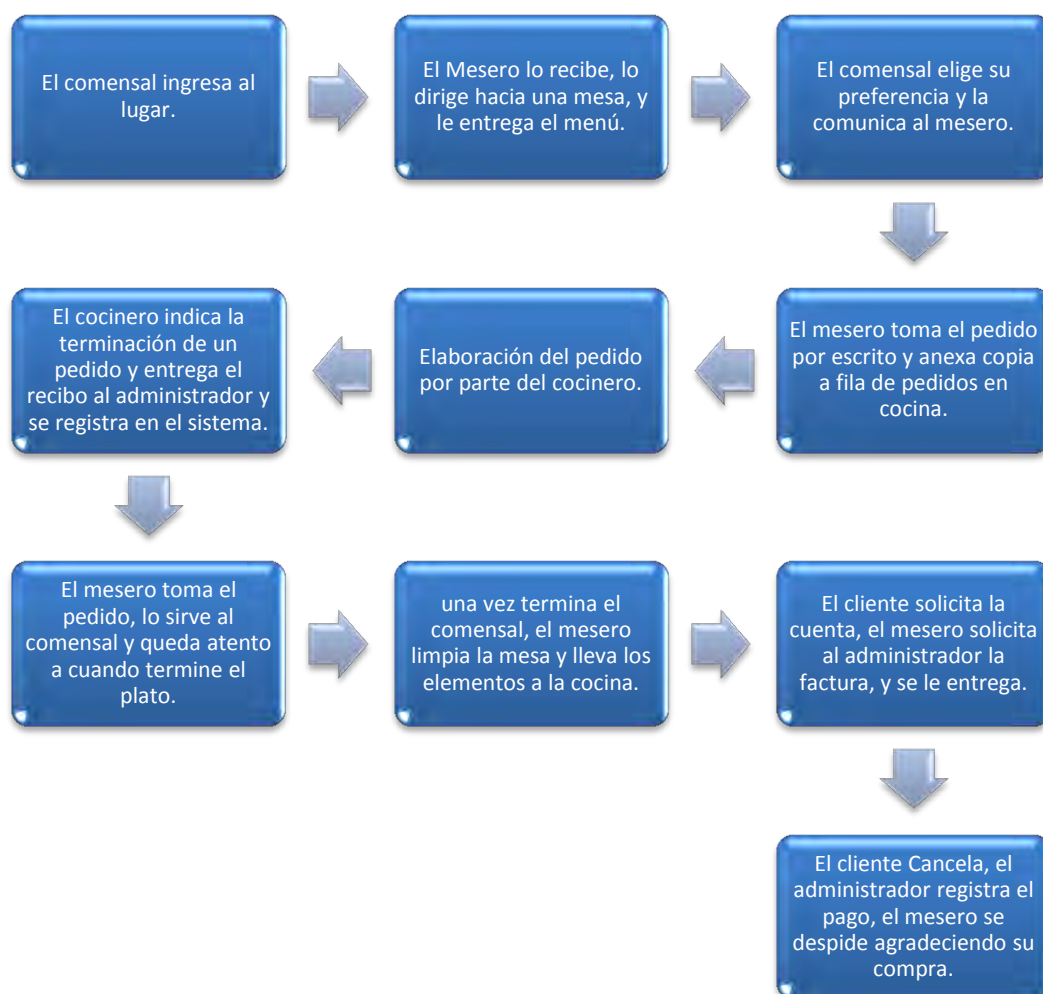 El comensal ingresa al
lugar.
El Mesero lo recibe, lo
dirige hacia una mesa, y
le entrega el menú.
El comensal elige su
preferencia y la
comunica al mesero.
El mesero toma el pedido
por escrito y anexa copia
a fila de pedidos en
cocina.
Elaboración del pedido
por parte del cocinero.
El cocinero indica la
terminación de un
pedido y entrega el
recibo al administrador y
se registra en el sistema.
El mesero toma el
pedido, lo sirve al
comensal y queda atento
a cuando termine el
plato.
una vez termina el
comensal, el mesero
limpia la mesa y lleva los
elementos a la cocina.
El cliente solicita la
cuenta, el mesero solicita
al administrador la
factura, y se le entrega.
El cliente Cancela, el
administrador registra el
pago, el mesero se
despide agradeciendo su
compra.